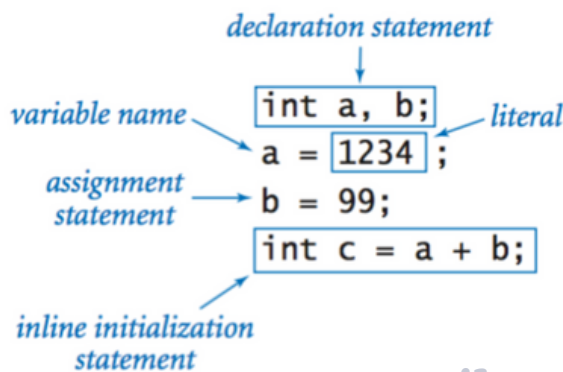 declaration statement
int a, b;
variable name
literal
a = 1234 ;
assignment
statement
b = 99;
int c = a + b;
inline initialization
statement